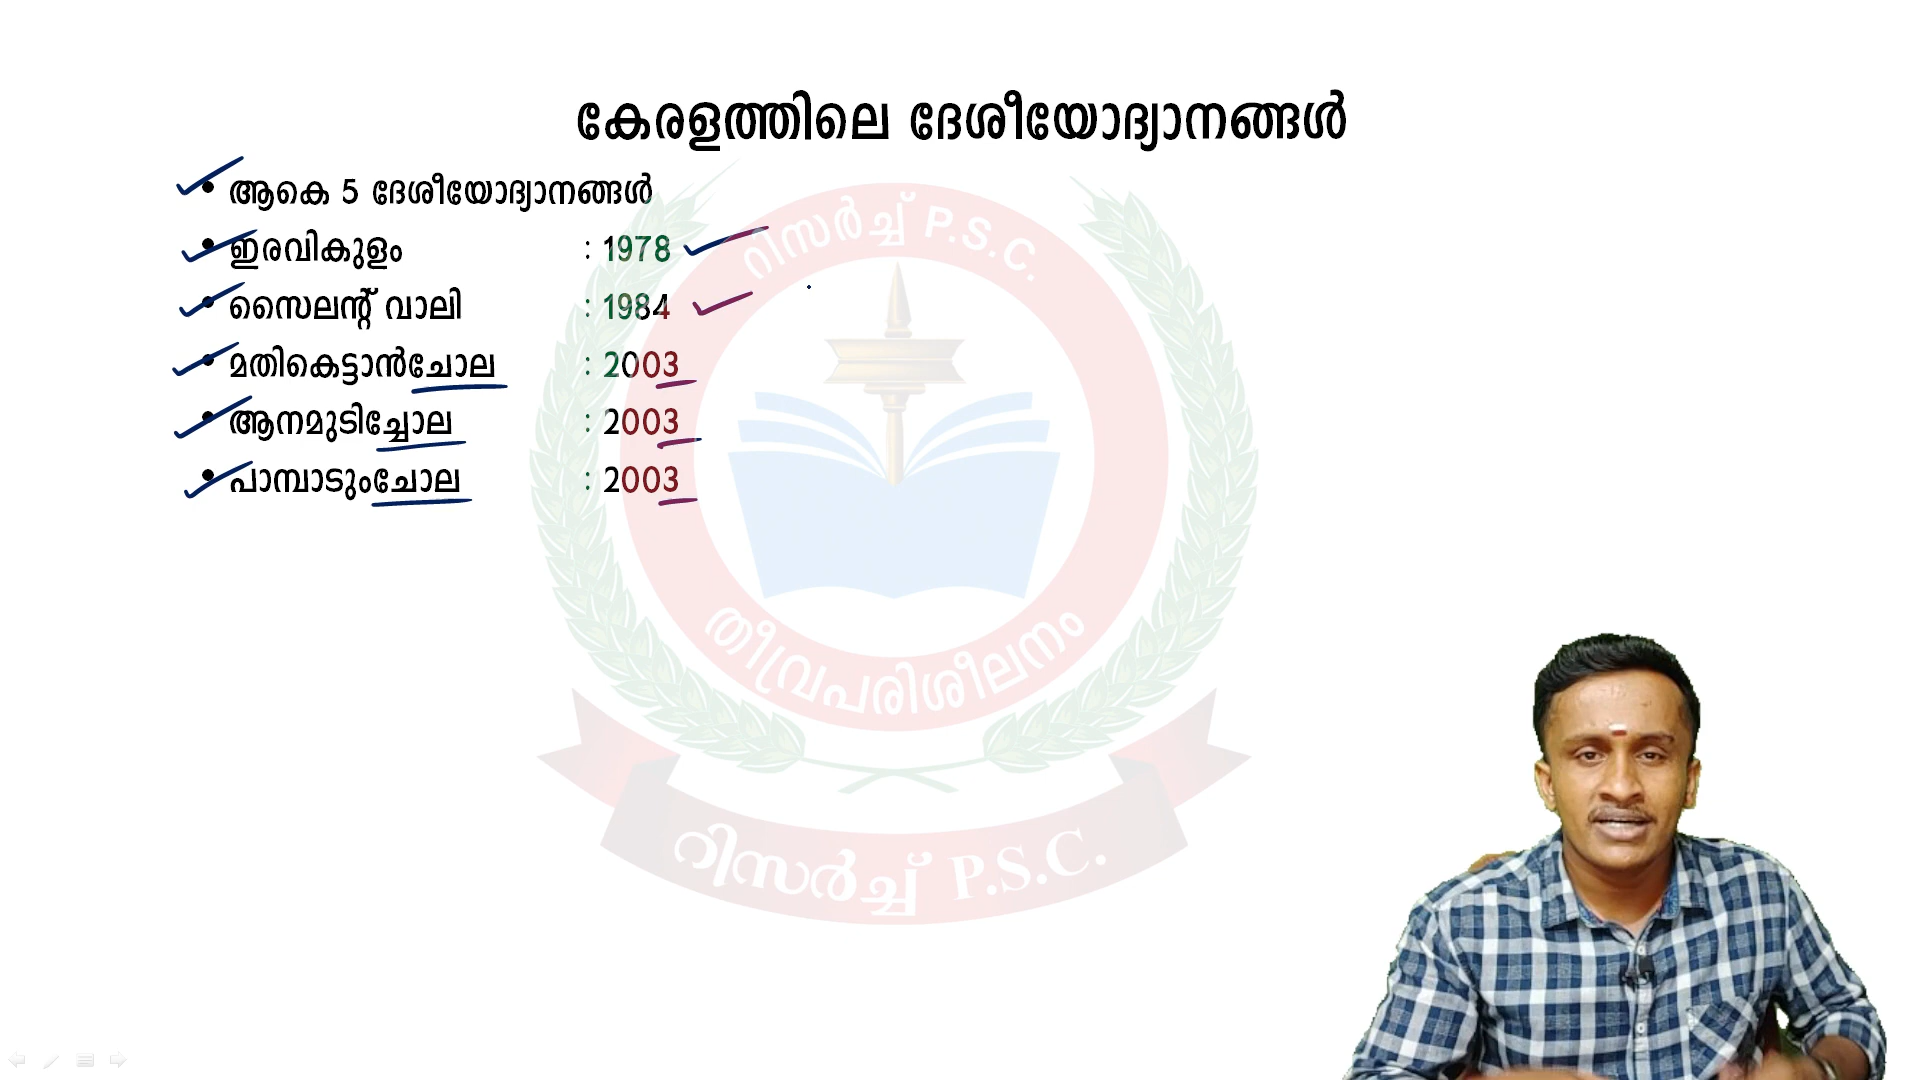 കേരളത്തിലെ ദേശീയോദ്യാനങ്ങൾ
• ആകെ 5 ദേശീയോദ്യാനങ്ങൾ
• ഇരവികുളം : 1978
• സൈലന്റ് വാലി : 1984
• മതികെട്ടാൻചോല : 2003
• ആനമുടിച്ചോല : 2003
• പാമ്പാടുംചോല : 2003
റിസർച്ച് P.S.C.
തീവ്രപരിശീലനം
റിസർച്ച് P.S.C.